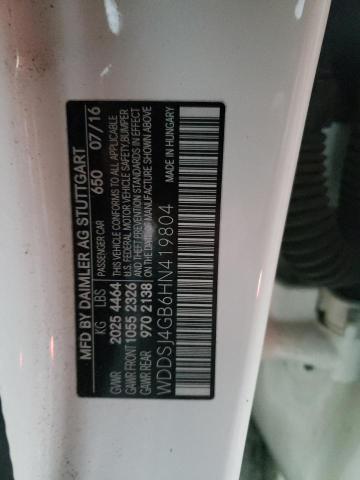 MFD BY DAIMLER AG STUTTGART
KG LBS PASSENGER CAR 650 07/16
GAWR 2025 4464 THIS VEHICLE CONFORMS TO ALL APPLICABLE
GAWR FRONT 1055 2326 U.S. FEDERAL MOTOR VEHICLE SAFETY, BUMPER,
GAWR REAR 970 2138 AND THEFT PREVENTION STANDARDS IN EFFECT
ON THE DATE OF MANUFACTURE SHOWN ABOVE
WDDSJ4GB6HN419804 MADE IN HUNGARY